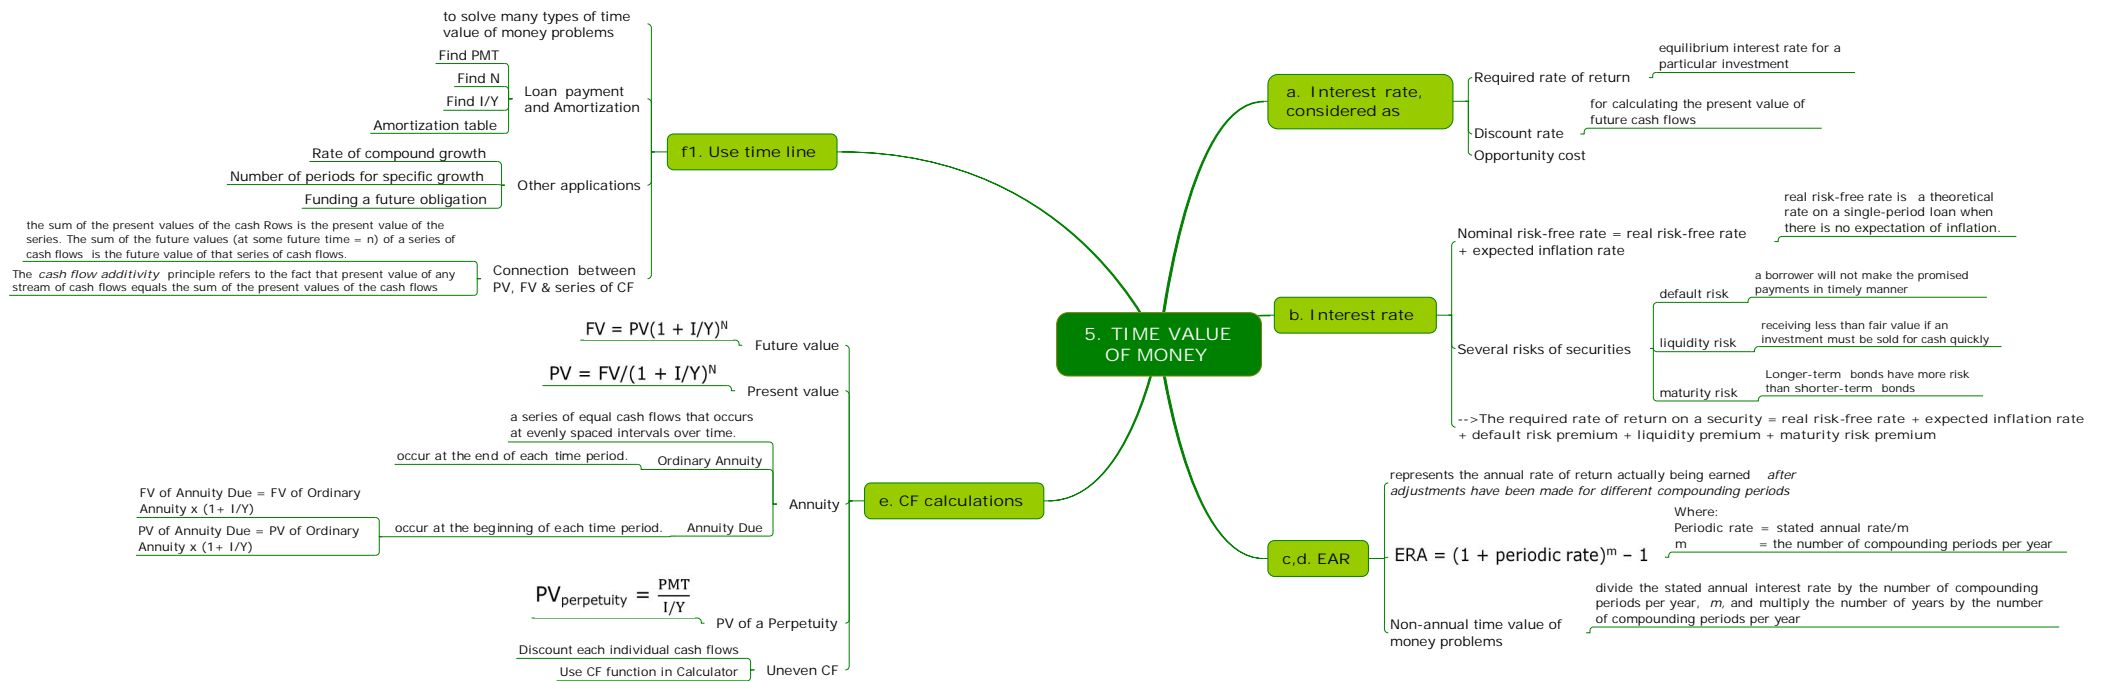 5. TIME VALUE
OF MONEY
a. Interest rate,
considered as
Required rate of return
equilibrium interest rate for a
particular investment
Discount rate
for calculating the present value of
future cash flows
Opportunity cost
b. Interest rate
Nominal risk-free rate = real risk-free rate
+ expected inflation rate
real risk-free rate is a theoretical
rate on a single-period loan when
there is no expectation of inflation.
Several risks of securities
default risk
a borrower will not make the promised
payments in timely manner
liquidity risk
receiving less than fair value if an
investment must be sold for cash quickly
maturity risk
Longer-term bonds have more risk
than shorter-term bonds
-->The required rate of return on a security = real risk-free rate + expected inflation rate
+ default risk premium + liquidity premium + maturity risk premium
c,d. EAR
represents the annual rate of return actually being earned after
adjustments have been made for different compounding periods
ERA = (1 + periodic rate)ᵐ – 1
Where:
Periodic rate = stated annual rate/m
m = the number of compounding periods per year
Non-annual time value of
money problems
divide the stated annual interest rate by the number of compounding
periods per year, m, and multiply the number of years by the number
of compounding periods per year
e. CF calculations
Future value
FV = PV(1 + I/Y)ᴺ
Present value
PV = FV/(1 + I/Y)ᴺ
Annuity
a series of equal cash flows that occurs
at evenly spaced intervals over time.
Ordinary Annuity
occur at the end of each time period.
Annuity Due
occur at the beginning of each time period.
FV of Annuity Due = FV of Ordinary
Annuity x (1+ I/Y)
PV of Annuity Due = PV of Ordinary
Annuity x (1+ I/Y)
PV of a Perpetuity
PVperpetuity = PMT / I/Y
Uneven CF
Discount each individual cash flows
Use CF function in Calculator
f1. Use time line
to solve many types of time
value of money problems
Loan payment
and Amortization
Find PMT
Find N
Find I/Y
Amortization table
Other applications
Rate of compound growth
Number of periods for specific growth
Funding a future obligation
Connection between
PV, FV & series of CF
the sum of the present values of the cash Rows is the present value of the
series. The sum of the future values (at some future time = n) of a series of
cash flows is the future value of that series of cash flows.
The cash flow additivity principle refers to the fact that present value of any
stream of cash flows equals the sum of the present values of the cash flows